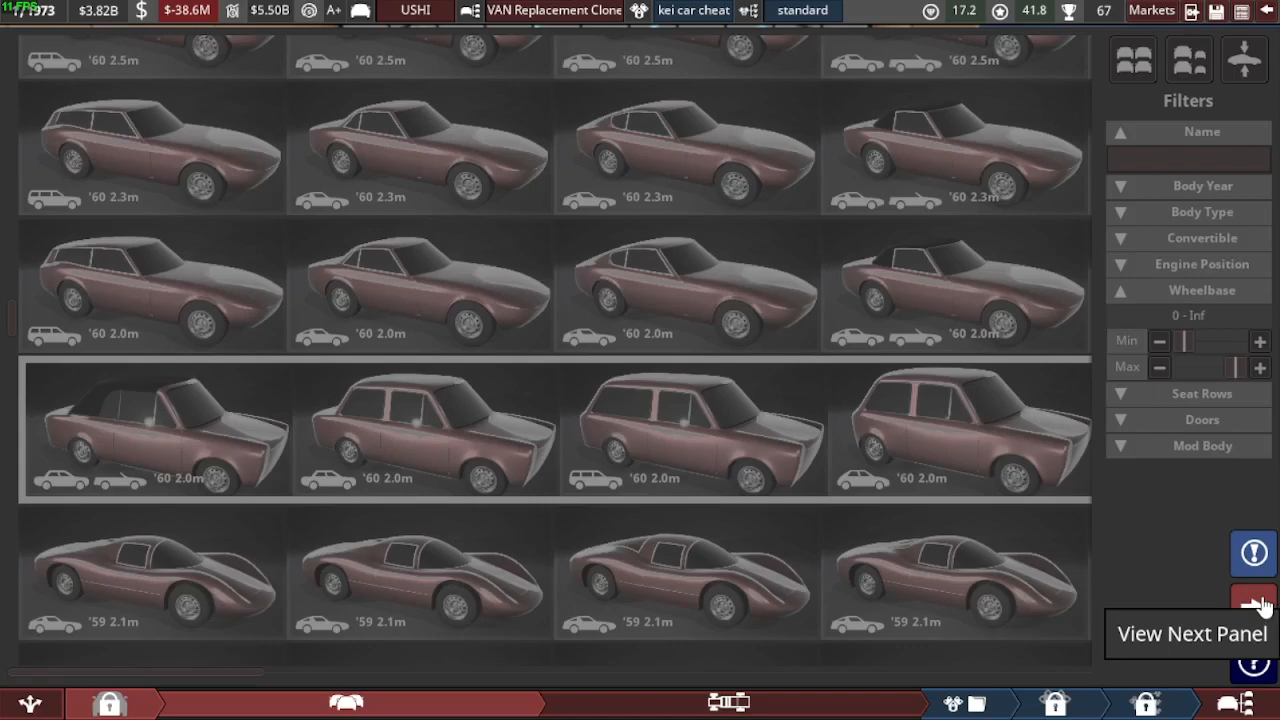 11 FPS
1/1973 $3.82B $ $-38.6M $5.50B A+ USHI VAN Replacement Clone kei car cheat standard 17.2 41.8 67 Markets
'60 2.5m '60 2.5m '60 2.5m '60 2.5m
'60 2.3m '60 2.3m '60 2.3m '60 2.3m
'60 2.0m '60 2.0m '60 2.0m '60 2.0m
'60 2.0m '60 2.0m '60 2.0m '60 2.0m
'59 2.1m '59 2.1m '59 2.1m '59 2.1m
Filters
Name
Body Year
Body Type
Convertible
Engine Position
Wheelbase
0 - Inf
Min
Max
Seat Rows
Doors
Mod Body
View Next Panel